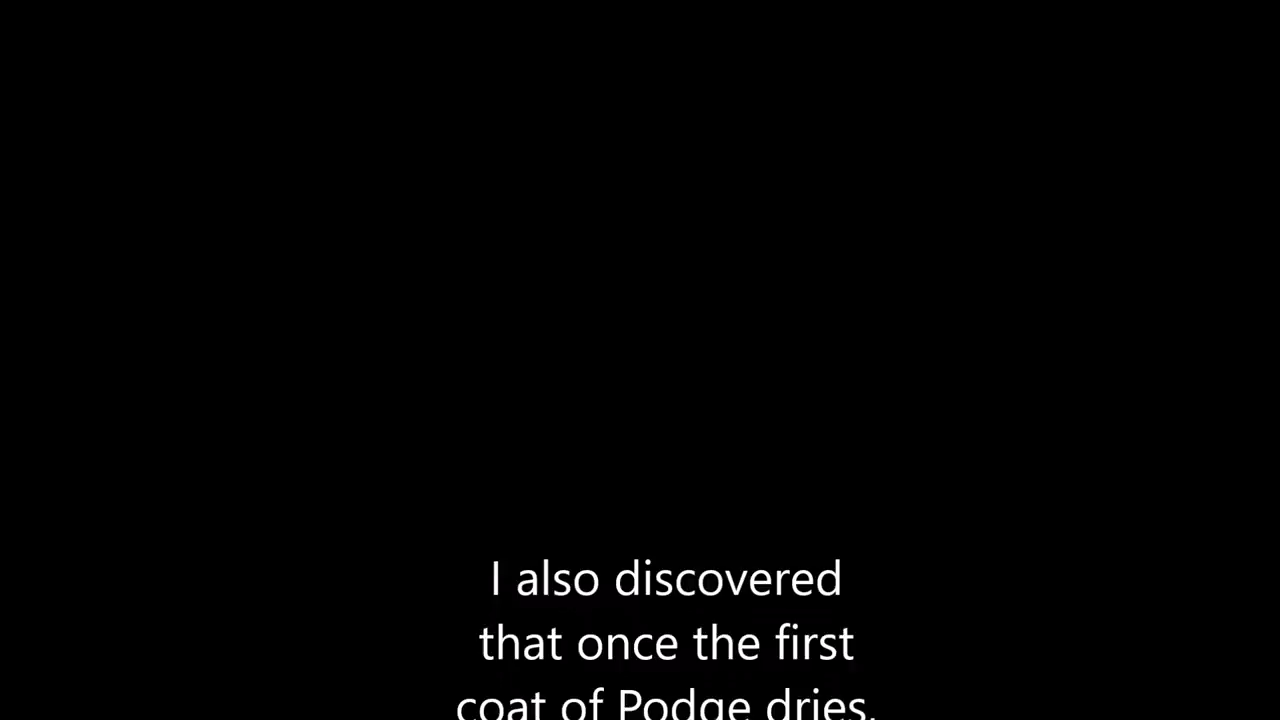 I also discovered
that once the first
coat of Podge dries,